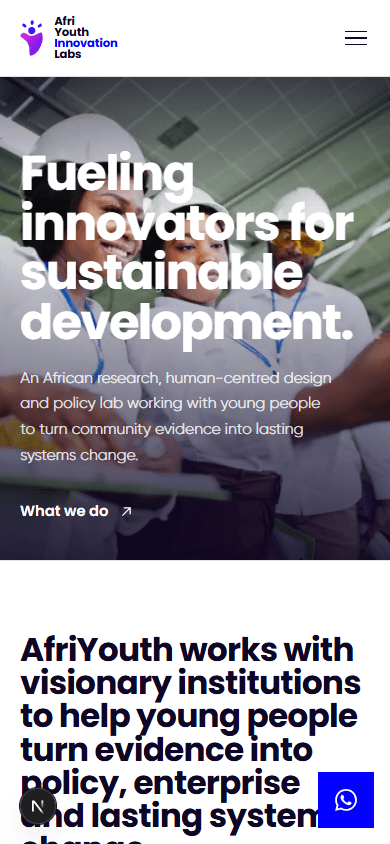 Afri
Youth
Innovation
Labs
Fueling
innovators for
sustainable
development.
An African research, human-centred design
and policy lab working with young people
to turn community evidence into lasting
systems change.
What we do
AfriYouth works with
visionary institutions
to help young people
turn evidence into
policy, enterprise
and lasting system
change.
N